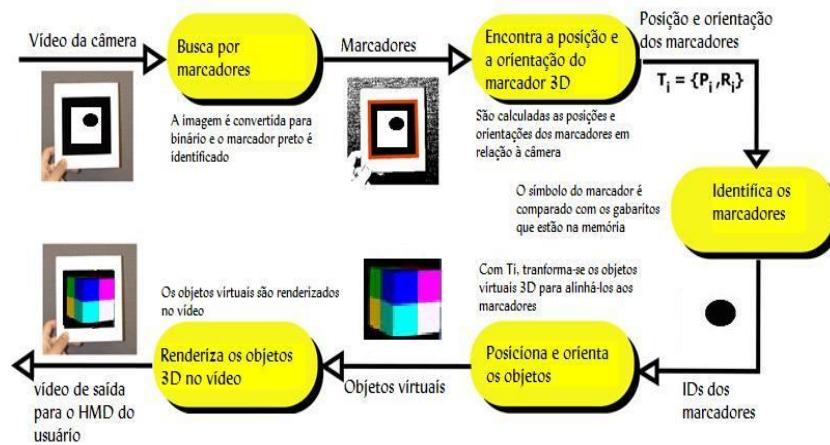 Vídeo da câmera
Busca por
marcadores
A imagem é convertida para
binário e o marcador preto é
identificado
Marcadores
Encontra a posição e
a orientação do
marcador 3D
São calculadas as posições e
orientações dos marcadores em
relação à câmera
Posição e orientação
dos marcadores
Ti = {Pi ,Ri}
Identifica os
marcadores
O símbolo do marcador é
comparado com os gabaritos
que estão na memória
IDs dos
marcadores
Com Ti, tranforma-se os objetos
virtuais 3D para alinhá-los aos
marcadores
Posiciona e orienta
os objetos
Objetos virtuais
Os objetos virtuais são renderizados
no vídeo
Renderiza os objetos
3D no vídeo
vídeo de saída
para o HMD do
usuário